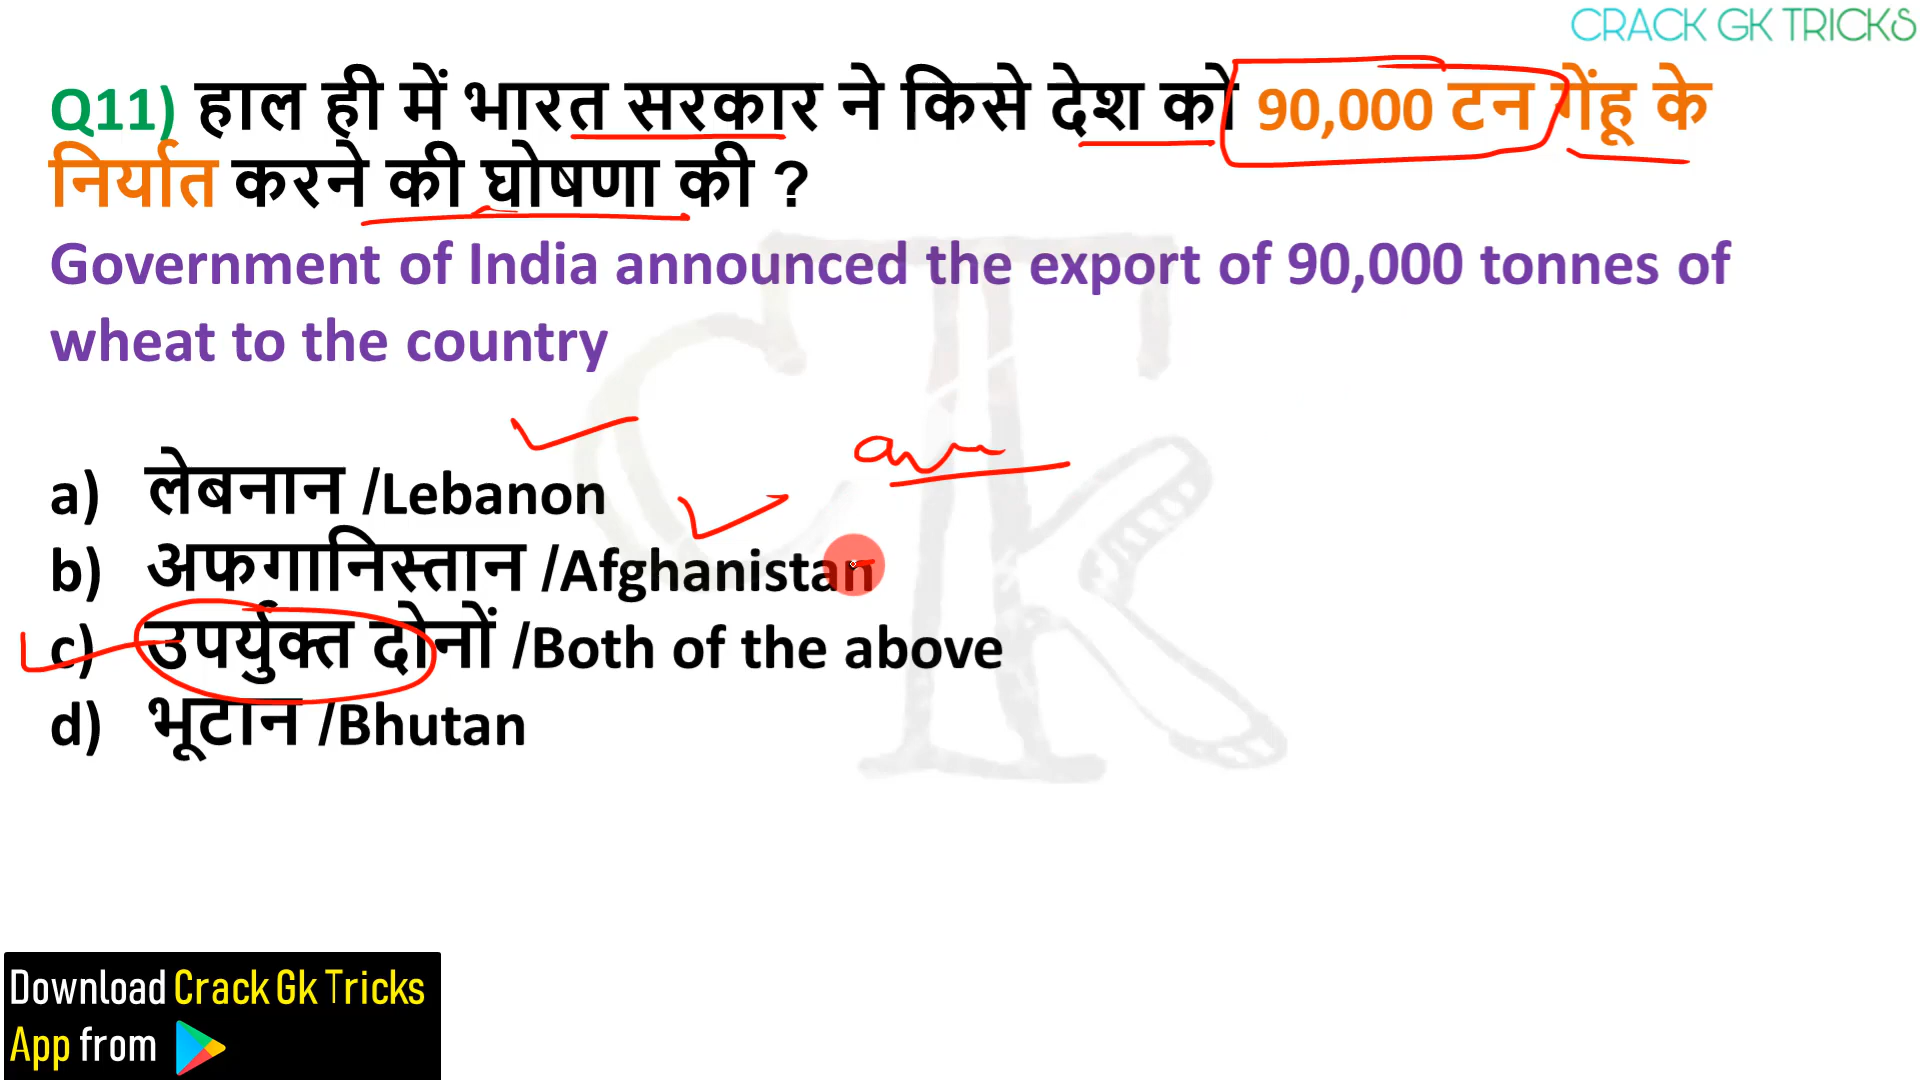 CRACK GK TRICKS
Q11) हाल ही में भारत सरकार ने किसे देश को 90,000 टन गेंहू के
निर्यात करने की घोषणा की ?
Government of India announced the export of 90,000 tonnes of
wheat to the country
a) लेबनान /Lebanon
b) अफगानिस्तान /Afghanistan
c) उपर्युक्त दोनों /Both of the above
d) भूटान /Bhutan
Download Crack Gk Tricks
App from